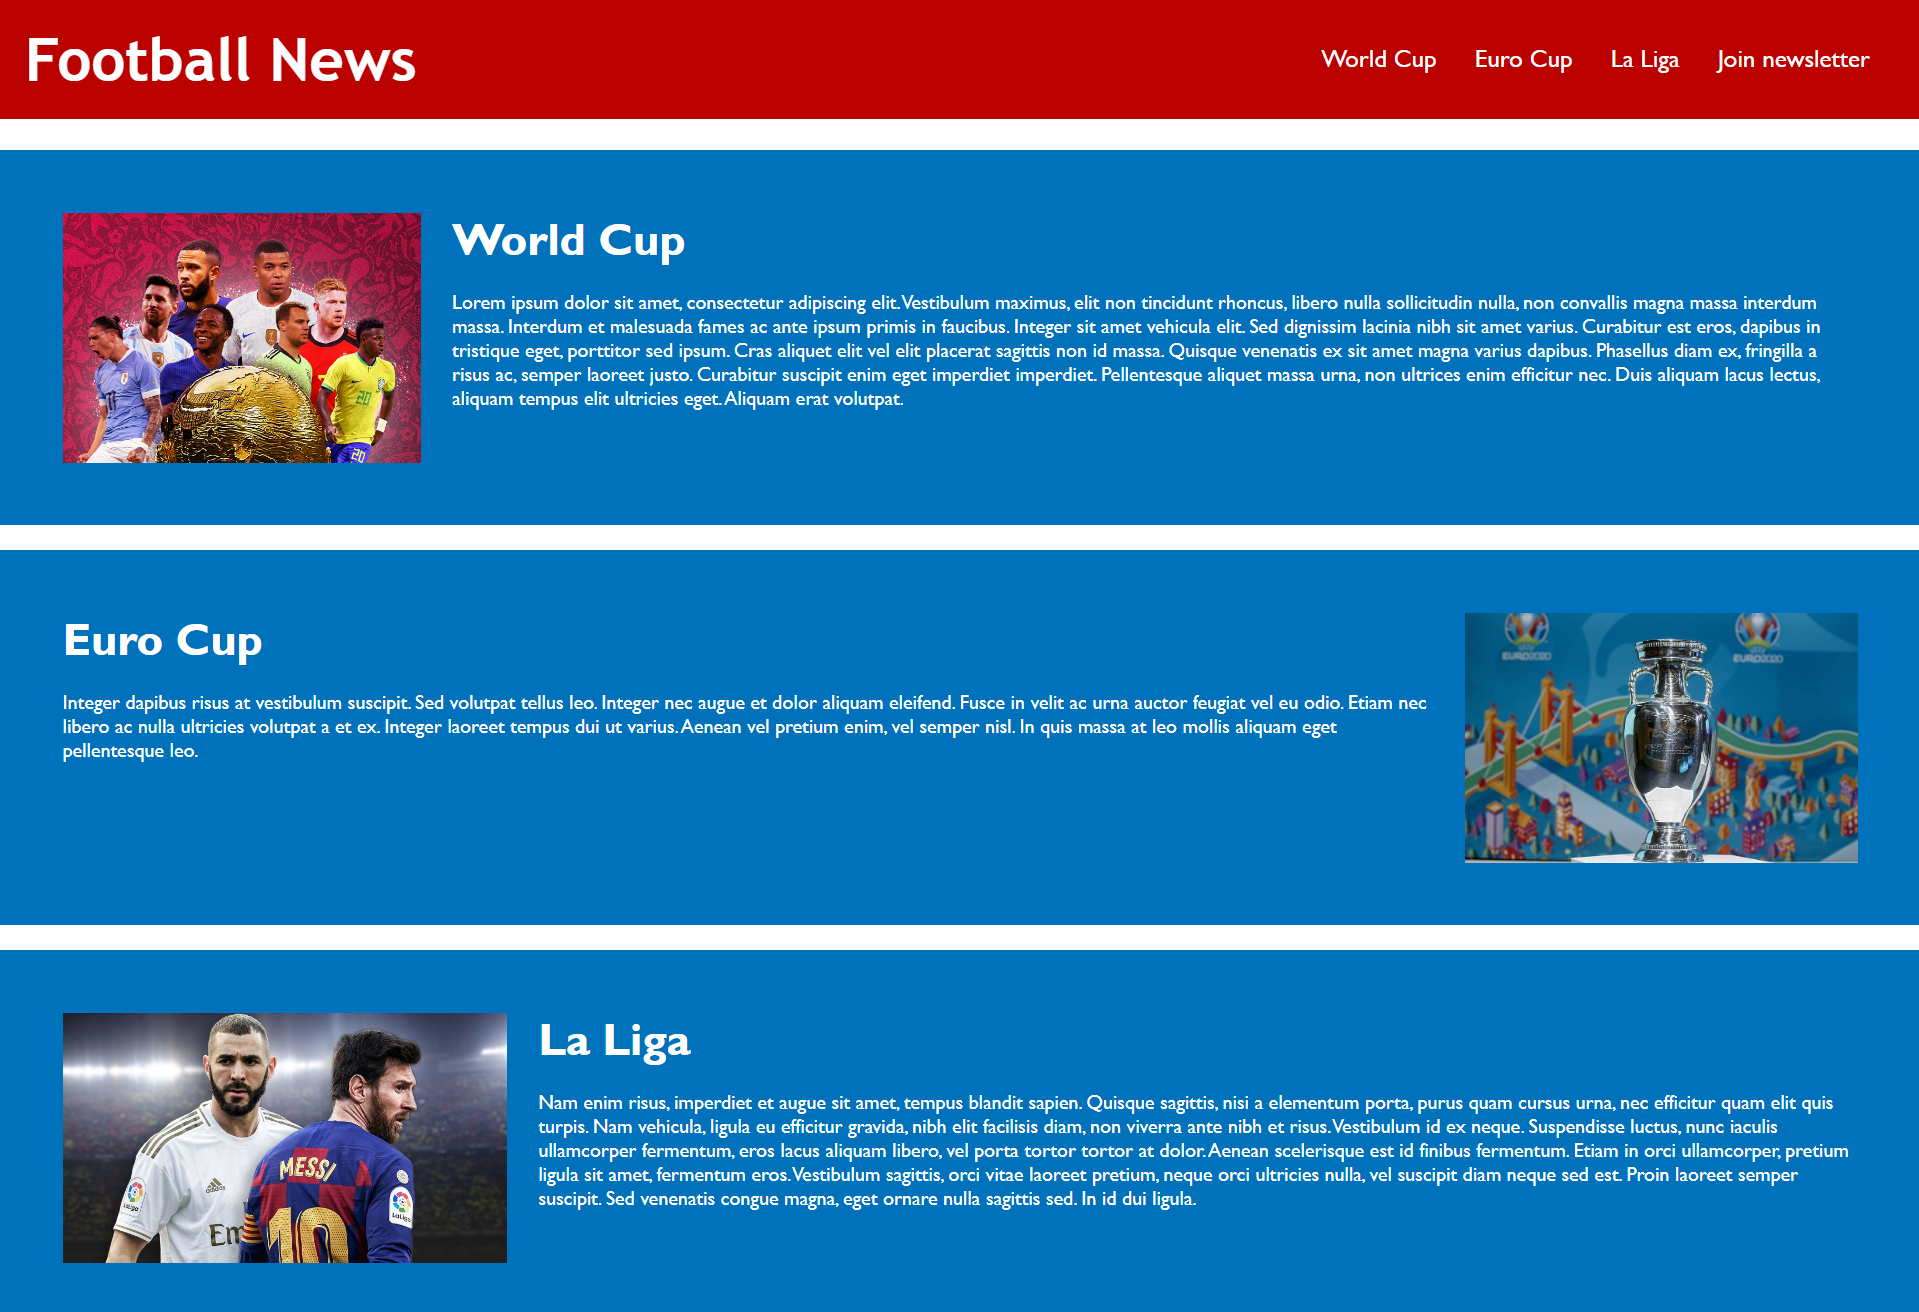 Football News
World Cup Euro Cup La Liga Join newsletter
World Cup
Lorem ipsum dolor sit amet, consectetur adipiscing elit. Vestibulum maximus, elit non tincidunt rhoncus, libero nulla sollicitudin nulla, non convallis magna massa interdum
massa. Interdum et malesuada fames ac ante ipsum primis in faucibus. Integer sit amet vehicula elit. Sed dignissim lacinia nibh sit amet varius. Curabitur est eros, dapibus in
tristique eget, porttitor sed ipsum. Cras aliquet elit vel elit placerat sagittis non id massa. Quisque venenatis ex sit amet magna varius dapibus. Phasellus diam ex, fringilla a
risus ac, semper laoreet justo. Curabitur suscipit enim eget imperdiet imperdiet. Pellentesque aliquet massa urna, non ultrices enim efficitur nec. Duis aliquam lacus lectus,
aliquam tempus elit ultricies eget. Aliquam erat volutpat.
11
20
20
Euro Cup
Integer dapibus risus at vestibulum suscipit. Sed volutpat tellus leo. Integer nec augue et dolor aliquam eleifend. Fusce in velit ac urna auctor feugiat vel eu odio. Etiam nec
libero ac nulla ultricies volutpat a et ex. Integer laoreet tempus dui ut varius. Aenean vel pretium enim, vel semper nisl. In quis massa at leo mollis aliquam eget
pellentesque leo.
EURO2020
EURO2020
La Liga
Nam enim risus, imperdiet et augue sit amet, tempus blandit sapien. Quisque sagittis, nisi a elementum porta, purus quam cursus urna, nec efficitur quam elit quis
turpis. Nam vehicula, ligula eu efficitur gravida, nibh elit facilisis diam, non viverra ante nibh et risus. Vestibulum id ex neque. Suspendisse luctus, nunc iaculis
ullamcorper fermentum, eros lacus aliquam libero, vel porta tortor tortor at dolor. Aenean scelerisque est id finibus fermentum. Etiam in orci ullamcorper, pretium
ligula sit amet, fermentum eros. Vestibulum sagittis, orci vitae laoreet pretium, neque orci ultricies nulla, vel suscipit diam neque sed est. Proin laoreet semper
suscipit. Sed venenatis congue magna, eget ornare nulla sagittis sed. In id dui ligula.
MESSI
10
adidas
LaLiga
LaLiga
Em